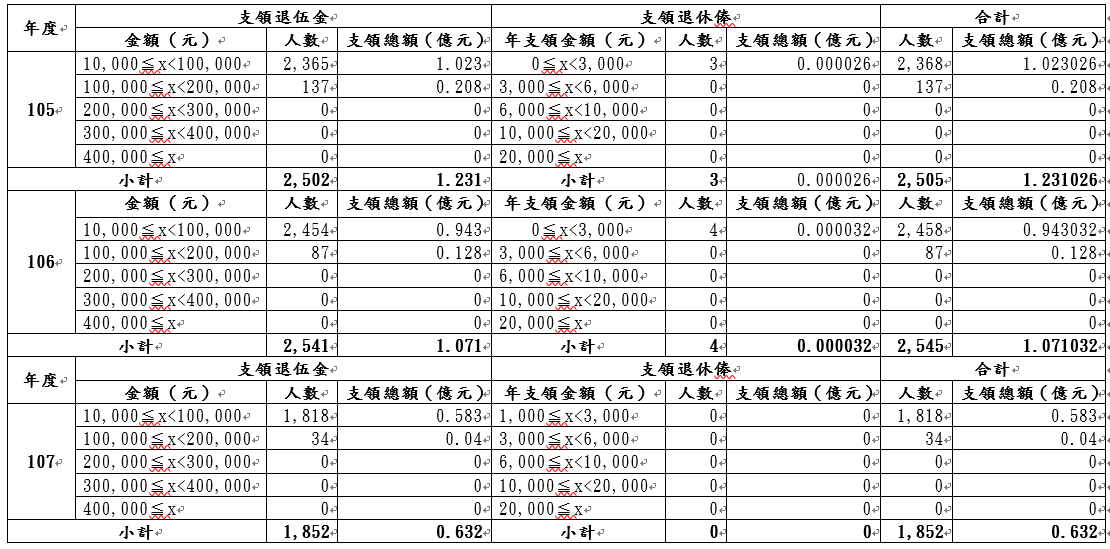 年度 支領退伍金 支領退休俸 合計
金額（元） 人數 支領總額(億元) 年支領金額（元） 人數 支領總額(億元) 人數 支領總額(億元)
105 10,000≦x<100,000 2,365 1.023 0≦x<3,000 3 0.000026 2,368 1.023026
100,000≦x<200,000 137 0.208 3,000≦x<6,000 0 0 137 0.208
200,000≦x<300,000 0 0 6,000≦x<10,000 0 0 0 0
300,000≦x<400,000 0 0 10,000≦x<20,000 0 0 0 0
400,000≦x 0 0 20,000≦x 0 0 0 0
小計 2,502 1.231 小計 3 0.000026 2,505 1.231026
106 金額（元） 人數 支領總額(億元) 年支領金額（元） 人數 支領總額(億元) 人數 支領總額(億元)
10,000≦x<100,000 2,454 0.943 0≦x<3,000 4 0.000032 2,458 0.943032
100,000≦x<200,000 87 0.128 3,000≦x<6,000 0 0 87 0.128
200,000≦x<300,000 0 0 6,000≦x<10,000 0 0 0 0
300,000≦x<400,000 0 0 10,000≦x<20,000 0 0 0 0
400,000≦x 0 0 20,000≦x 0 0 0 0
小計 2,541 1.071 小計 4 0.000032 2,545 1.071032
年度 支領退伍金 支領退休俸 合計
金額（元） 人數 支領總額(億元) 年支領金額（元） 人數 支領總額(億元) 人數 支領總額(億元)
107 10,000≦x<100,000 1,818 0.583 1,000≦x<3,000 0 0 1,818 0.583
100,000≦x<200,000 34 0.04 3,000≦x<6,000 0 0 34 0.04
200,000≦x<300,000 0 0 6,000≦x<10,000 0 0 0 0
300,000≦x<400,000 0 0 10,000≦x<20,000 0 0 0 0
400,000≦x 0 0 20,000≦x 0 0 0 0
小計 1,852 0.632 小計 0 0 1,852 0.632